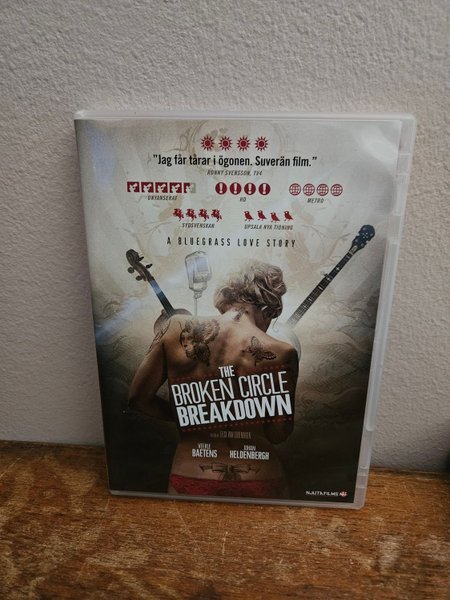 "Jag får tårar i ögonen. Suverän film."
RONNY SVENSSON, TV4
ONYANSERAT
HD
METRO
SYDSVENSKAN
UPSALA NYA TIDNING
A BLUEGRASS LOVE STORY
THE
BROKEN CIRCLE
BREAKDOWN
VEERLE
BAETENS
JOHAN
HELDENBERGH
NJUTAFILMS